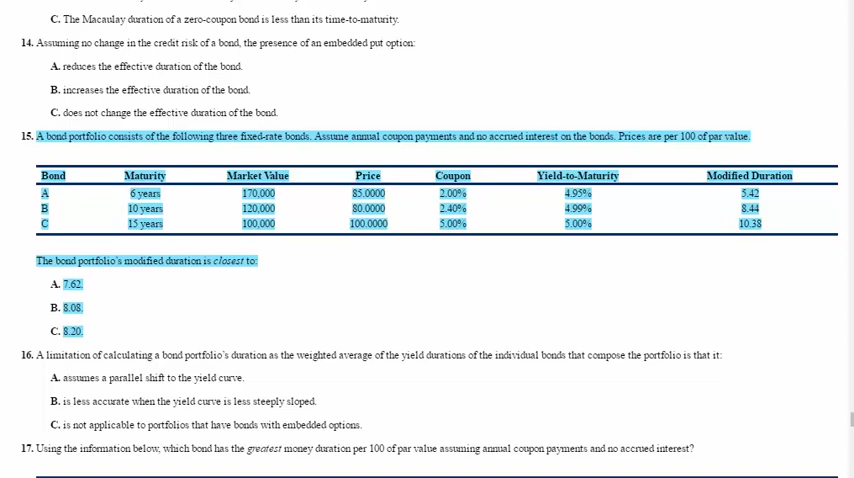 C. The Macaulay duration of a zero-coupon bond is less than its time-to-maturity.
14. Assuming no change in the credit risk of a bond, the presence of an embedded put option:
A. reduces the effective duration of the bond.
B. increases the effective duration of the bond.
C. does not change the effective duration of the bond.
15. A bond portfolio consists of the following three fixed-rate bonds. Assume annual coupon payments and no accrued interest on the bonds. Prices are per 100 of par value.
Bond Maturity Market Value Price Coupon Yield-to-Maturity Modified Duration
A 6 years 170,000 85.0000 2.00% 4.95% 5.42
B 10 years 120,000 80.0000 2.40% 4.99% 8.44
C 15 years 100,000 100.0000 5.00% 5.00% 10.38
The bond portfolio's modified duration is closest to:
A. 7.62.
B. 8.08.
C. 8.20.
16. A limitation of calculating a bond portfolio's duration as the weighted average of the yield durations of the individual bonds that compose the portfolio is that it:
A. assumes a parallel shift to the yield curve.
B. is less accurate when the yield curve is less steeply sloped.
C. is not applicable to portfolios that have bonds with embedded options.
17. Using the information below, which bond has the greatest money duration per 100 of par value assuming annual coupon payments and no accrued interest?